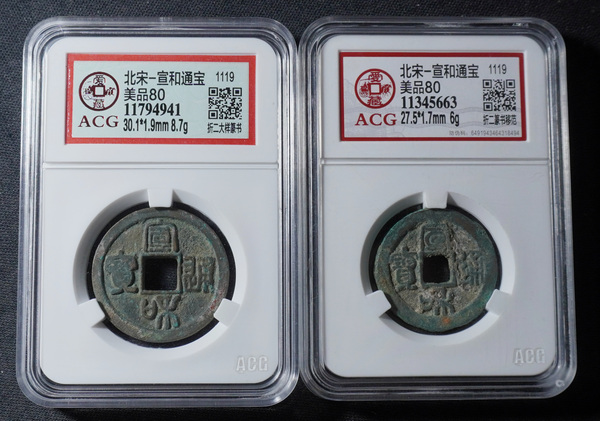 北宋-宣和通宝
1119
美品80
11794941
ACG
30.1*1.9mm 8.7g
折二大样篆书
宣和通寳
ACG
北宋-宣和通宝
1119
美品80
11345663
ACG
27.5*1.7mm 6g
折二篆书移范
宣和通寳
ACG